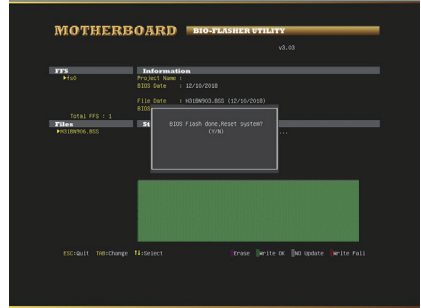 MOTHERBOARD BIO-FLASHER UTILITY
v3.03
FFS
fs0
Total FFS : 1
Information
Project Name :
BIOS Date : 12/10/2018
File Date : H31BW903.BSS (12/10/2018)
BIOS
Files
H31BW906.BSS
St
...
BIOS Flash done,Reset system?
(Y/N)
ESC:Quit TAB:Change ↑↓:Select
Erase Write OK NO Update Write Fail